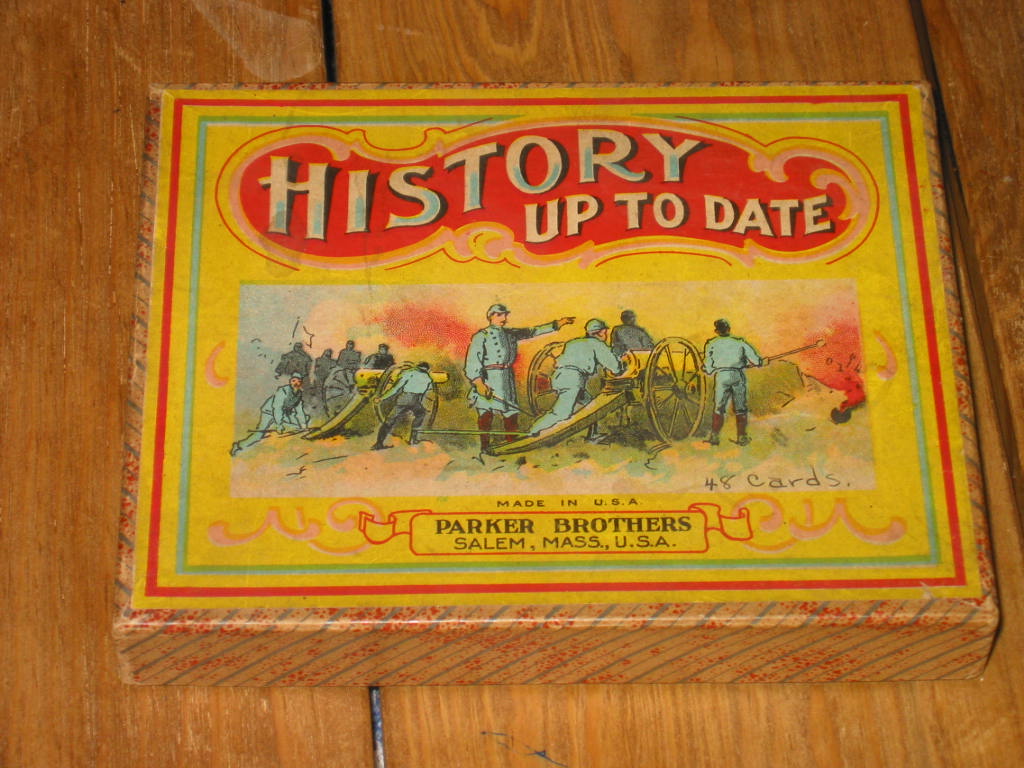 HISTORY
UP TO DATE
48 Cards.
MADE IN U.S.A.
PARKER BROTHERS
SALEM, MASS., U.S.A.